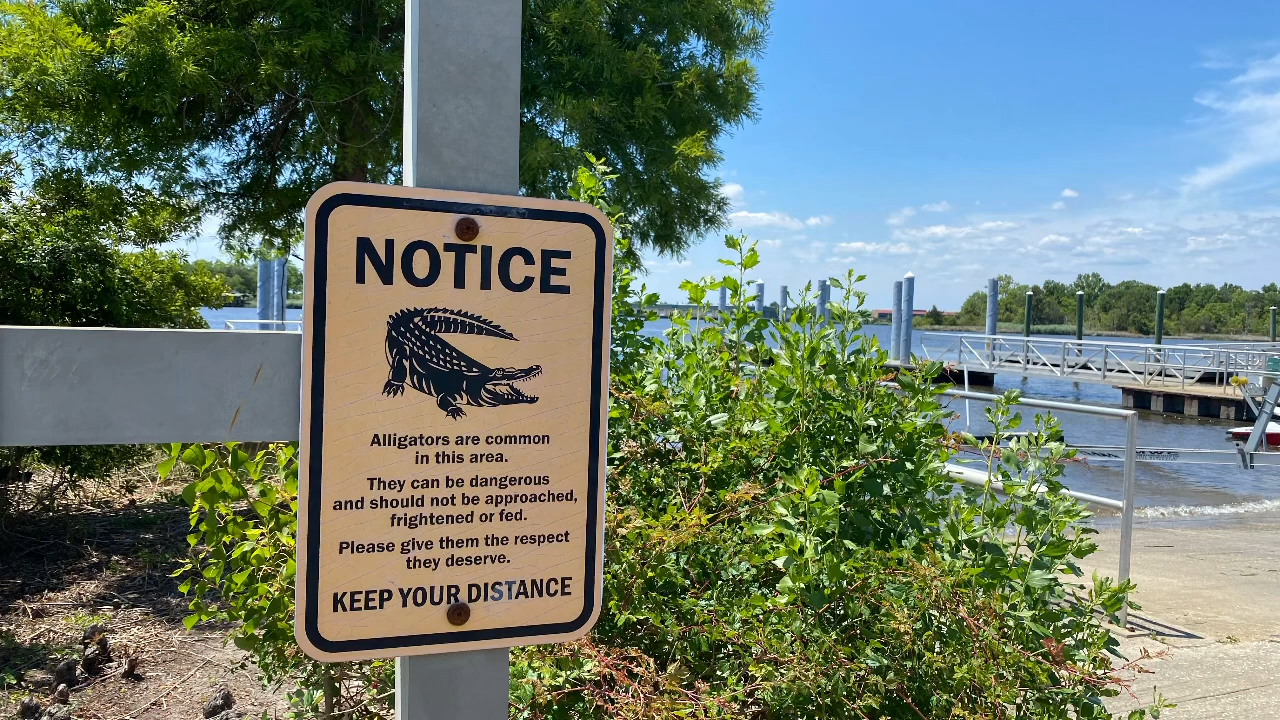 NOTICE
Alligators are common
in this area.
They can be dangerous
and should not be approached,
frightened or fed.
Please give them the respect
they deserve.
KEEP YOUR DISTANCE